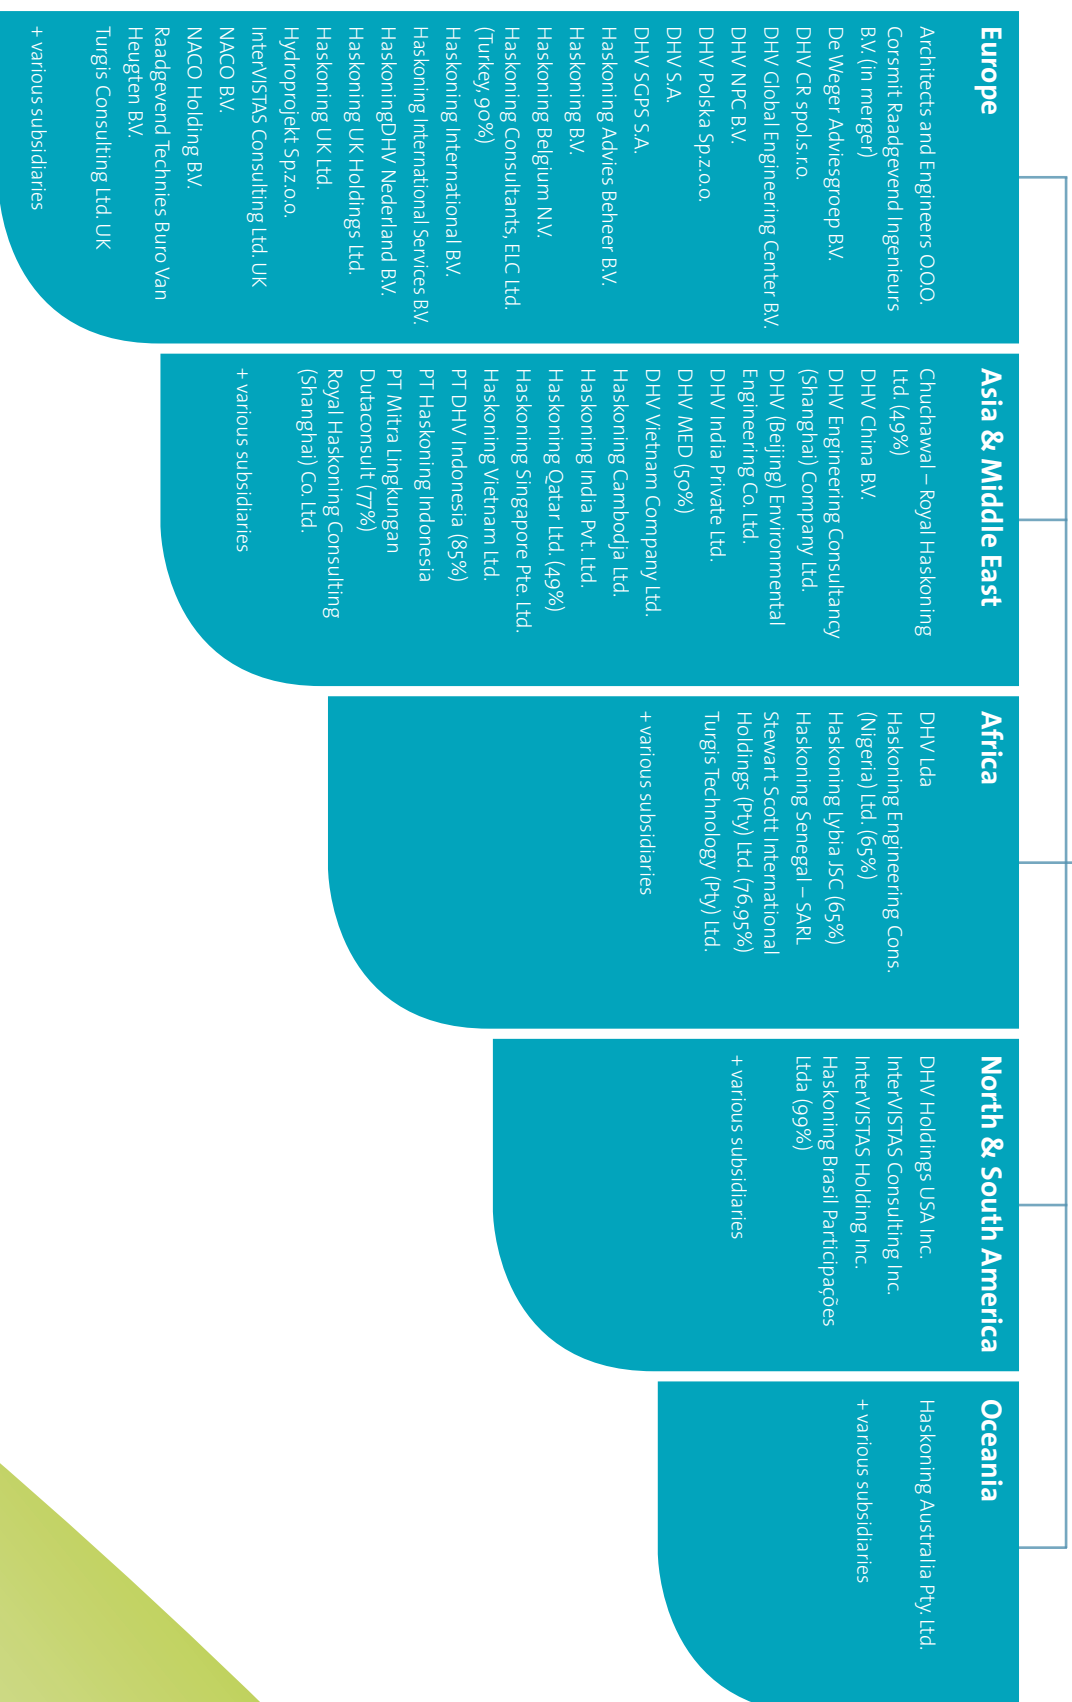 Europe
Architects and Engineers O.O.O.
Corsmit Raadgevend Ingenieurs
B.V. (in merger)
De Weger Adviesgroep B.V.
DHV CR spol.s.r.o.
DHV Global Engineering Center B.V.
DHV NPC B.V.
DHV Polska Sp.z.o.o.
DHV S.A.
DHV SGPS S.A.
Haskoning Advies Beheer B.V.
Haskoning B.V.
Haskoning Belgium N.V.
Haskoning Consultants, ELC Ltd.
(Turkey, 90%)
Haskoning International B.V.
Haskoning International Services B.V.
HaskoningDHV Nederland B.V.
Haskoning UK Holdings Ltd.
Haskoning UK Ltd.
Hydroprojekt Sp.z.o.o.
InterVISTAS Consulting Ltd. UK
NACO B.V.
NACO Holding B.V.
Raadgevend Technies Buro Van
Heugten B.V.
Turgis Consulting Ltd. UK
+ various subsidiaries
Asia & Middle East
Chuchawal – Royal Haskoning
Ltd. (49%)
DHV China B.V.
DHV Engineering Consultancy
(Shanghai) Company Ltd.
DHV (Beijing) Environmental
Engineering Co. Ltd.
DHV India Private Ltd.
DHV MED (50%)
DHV Vietnam Company Ltd.
Haskoning Cambodja Ltd.
Haskoning India Pvt. Ltd.
Haskoning Qatar Ltd. (49%)
Haskoning Singapore Pte. Ltd.
Haskoning Vietnam Ltd.
PT DHV Indonesia (85%)
PT Haskoning Indonesia
PT Mitra Lingkungan
Dutaconsult (77%)
Royal Haskoning Consulting
(Shanghai) Co. Ltd.
+ various subsidiaries
Africa
DHV Lda
Haskoning Engineering Cons.
(Nigeria) Ltd. (65%)
Haskoning Lybia JSC (65%)
Haskoning Senegal – SARL
Stewart Scott International
Holdings (Pty) Ltd. (76,95%)
Turgis Technology (Pty) Ltd.
+ various subsidiaries
North & South America
DHV Holdings USA Inc.
InterVISTAS Consulting Inc.
InterVISTAS Holding Inc.
Haskoning Brasil Participações
Ltda (99%)
+ various subsidiaries
Oceania
Haskoning Australia Pty. Ltd.
+ various subsidiaries